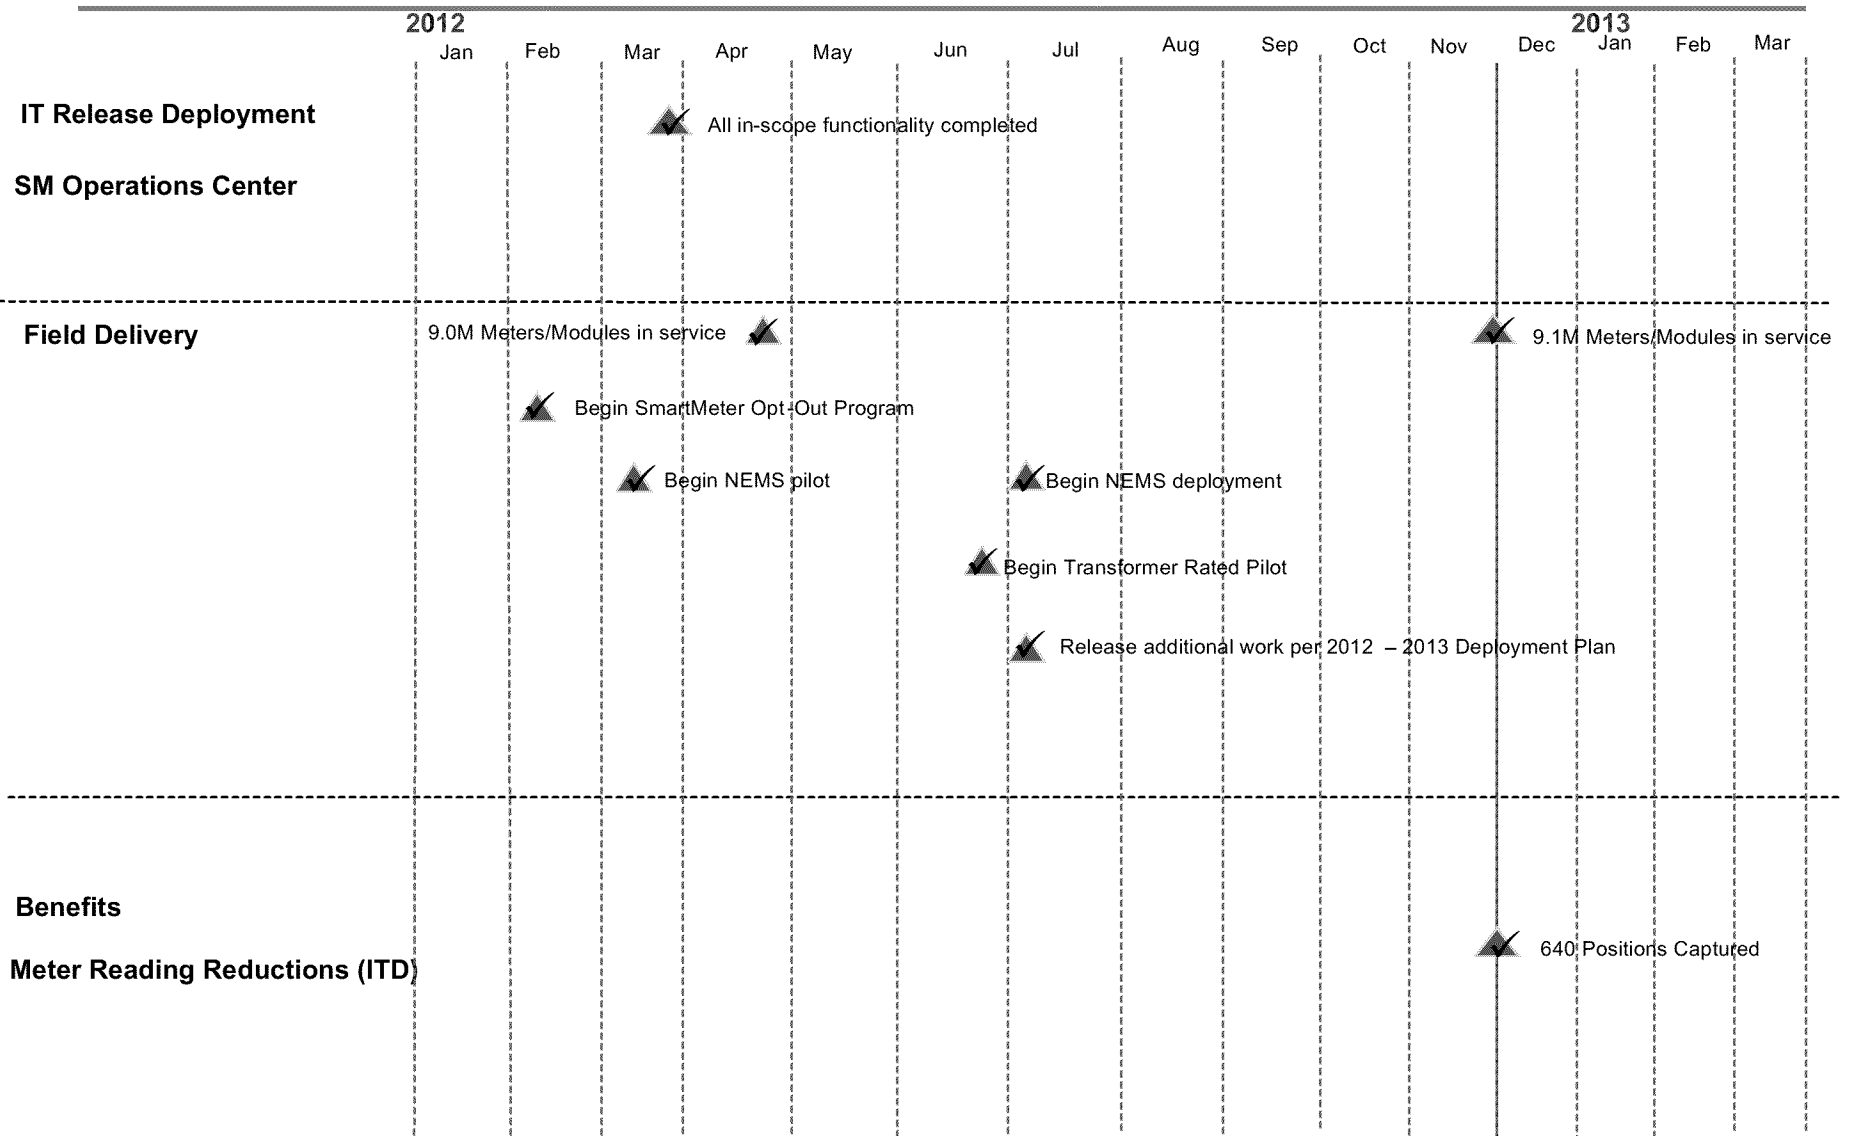 2012 2013
Jan Feb Mar Apr May Jun Jul Aug Sep Oct Nov Dec Jan Feb Mar
IT Release Deployment
All in-scope functionality completed
SM Operations Center
Field Delivery
9.0M Meters/Modules in service
9.1M Meters/Modules in service
Begin SmartMeter Opt-Out Program
Begin NEMS pilot
Begin NEMS deployment
Begin Transformer Rated Pilot
Release additional work per 2012 – 2013 Deployment Plan
Benefits
640 Positions Captured
Meter Reading Reductions (ITD)